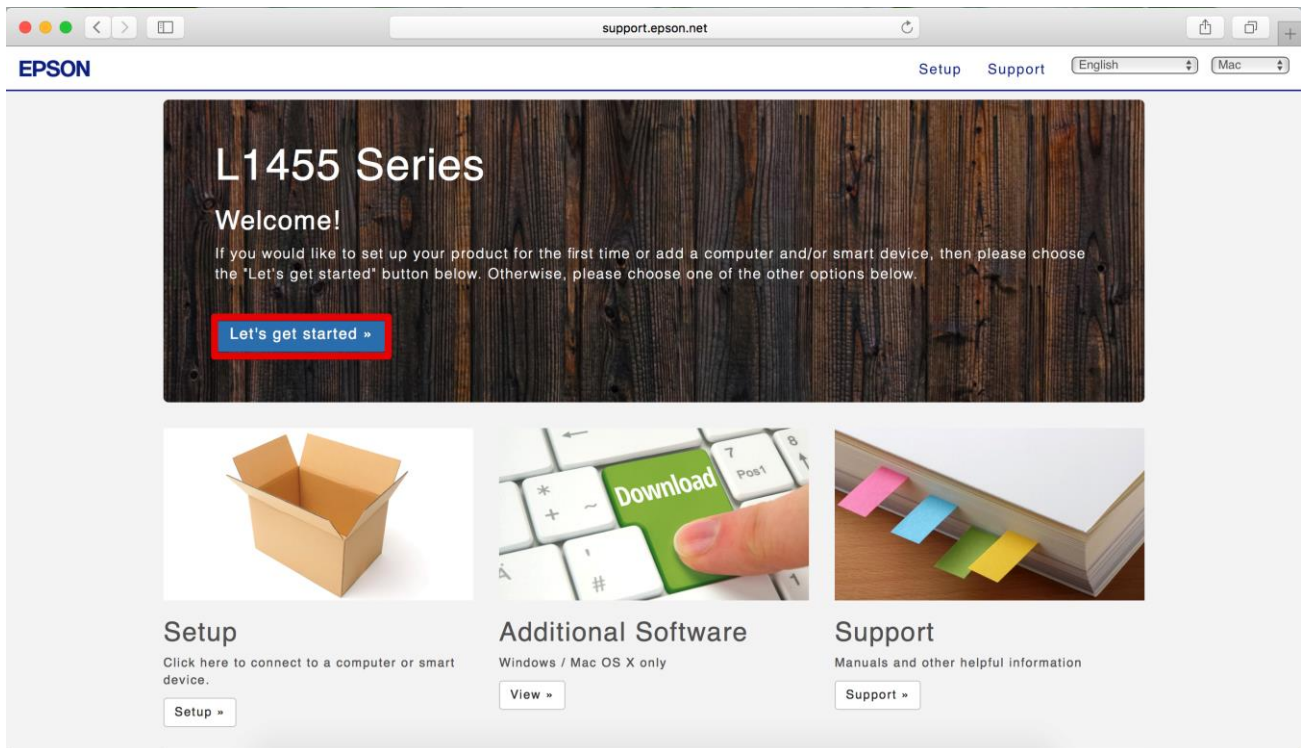 support.epson.net
EPSON
Setup
Support
English
Mac
L1455 Series
Welcome!
If you would like to set up your product for the first time or add a computer and/or smart device, then please choose
the "Let's get started" button below. Otherwise, please choose one of the other options below.
Let's get started »
7
Pos1
8
*
+
~
Download
'
#
Á
1
Setup
Click here to connect to a computer or smart
device.
Setup »
Additional Software
Windows / Mac OS X only
View »
Support
Manuals and other helpful information
Support »